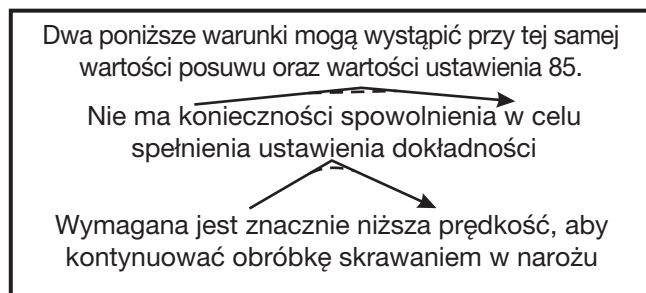 Dwa poniższe warunki mogą wystąpić przy tej samej
wartości posuwu oraz wartości ustawienia 85.
Nie ma konieczności spowolnienia w celu
spełnienia ustawienia dokładności
Wymagana jest znacznie niższa prędkość, aby
kontynuować obróbkę skrawaniem w narożu